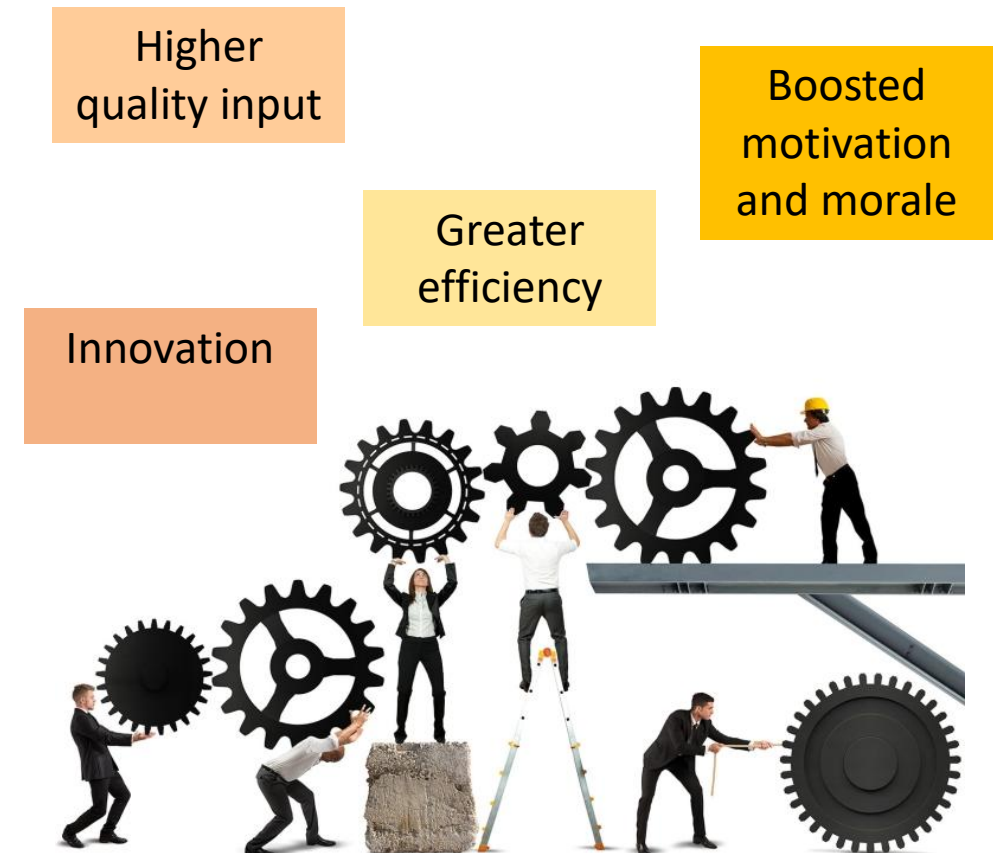 Higher
quality input
Boosted
motivation
and morale
Greater
efficiency
Innovation